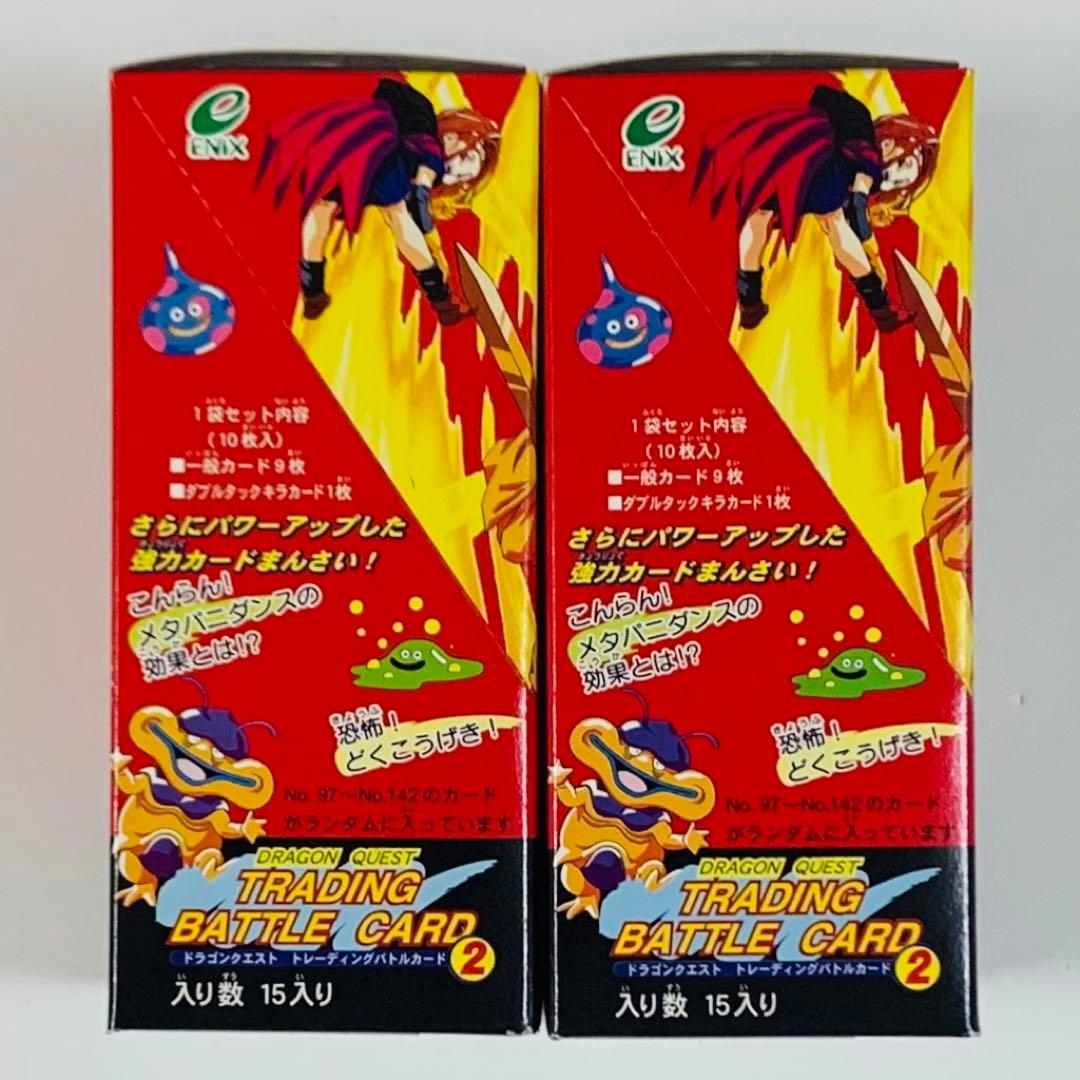 ENIX
1袋セット内容
(10枚入)
■一般カード9枚
■ダブルタックキラカード1枚
さらにパワーアップした
強力カードまんさい!
こんらん!
メタパニダンスの
効果とは!?
恐怖!
どくこうげき!
No. 97〜No.142のカード
がランダムに入っています
DRAGON QUEST
TRADING
BATTLE CARD
ドラゴンクエスト トレーディングバトルカード 2
入り数 15入り
ENIX
1袋セット内容
(10枚入)
■一般カード9枚
■ダブルタックキラカード1枚
さらにパワーアップした
強力カードまんさい!
こんらん!
メタパニダンスの
効果とは!?
恐怖!
どくこうげき!
No. 97〜No.142のカード
がランダムに入っています
DRAGON QUEST
TRADING
BATTLE CARD
ドラゴンクエスト トレーディングバトルカード 2
入り数 15入り